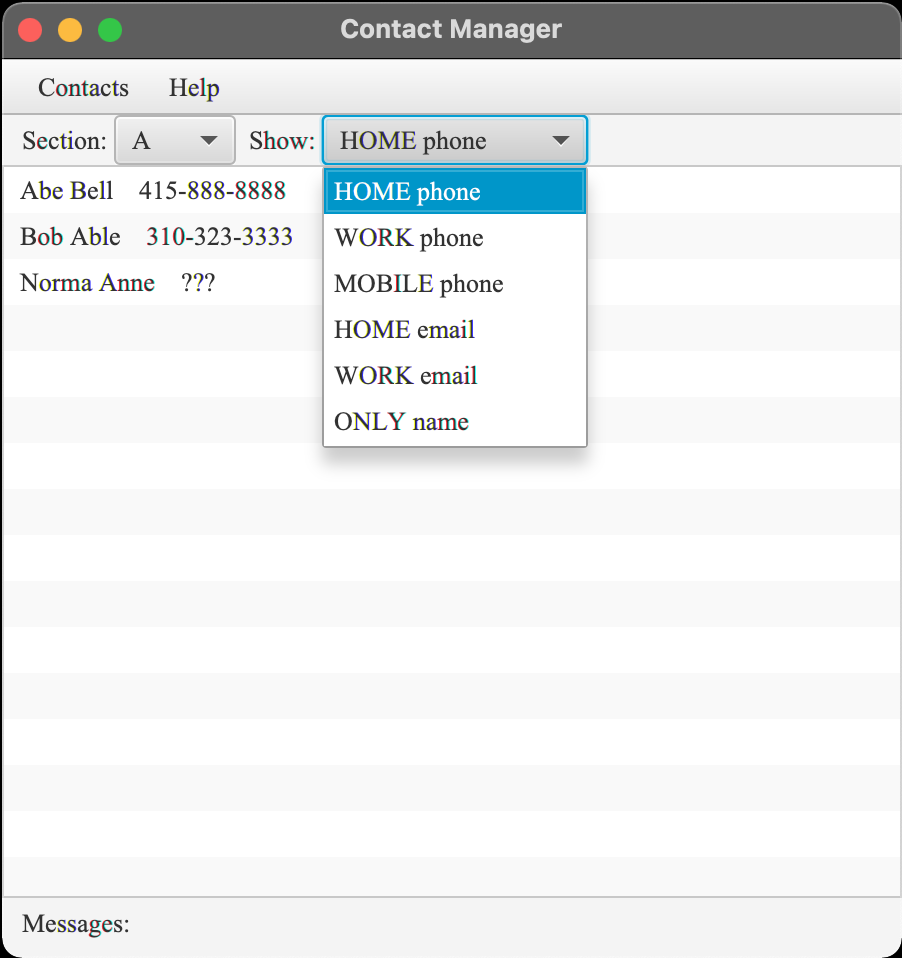 Contact Manager
Contacts Help
Section: A Show: HOME phone
Abe Bell 415-888-8888 HOME phone
Bob Able 310-323-3333 WORK phone
Norma Anne ??? MOBILE phone
HOME email
WORK email
ONLY name
Messages: